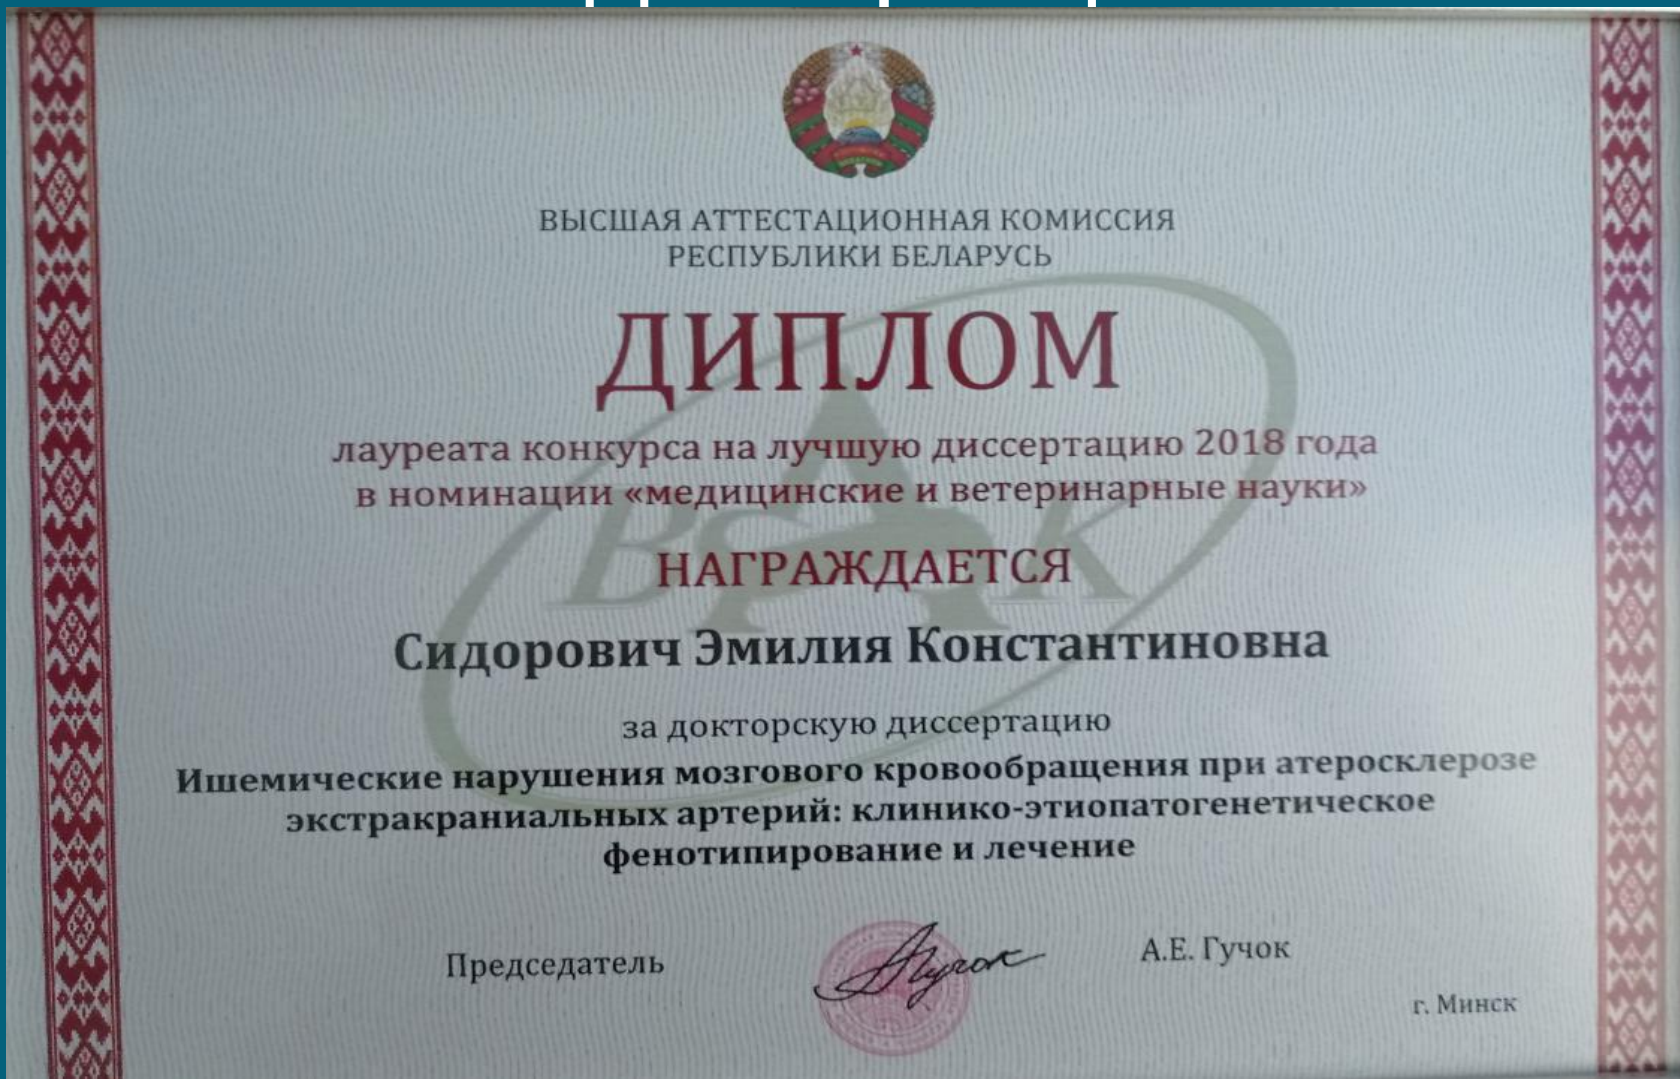 ВЫСШАЯ АТТЕСТАЦИОННАЯ КОМИССИЯ
РЕСПУБЛИКИ БЕЛАРУСЬ
ДИПЛОМ
лауреата конкурса на лучшую диссертацию 2018 года
в номинации «медицинские и ветеринарные науки»
ВАК
НАГРАЖДАЕТСЯ
Сидорович Эмилия Константиновна
за докторскую диссертацию
Ишемические нарушения мозгового кровообращения при атеросклерозе
экстракраниальных артерий: клинико-этиопатогенетическое
фенотипирование и лечение
Председатель
А.Е. Гучок
г. Минск